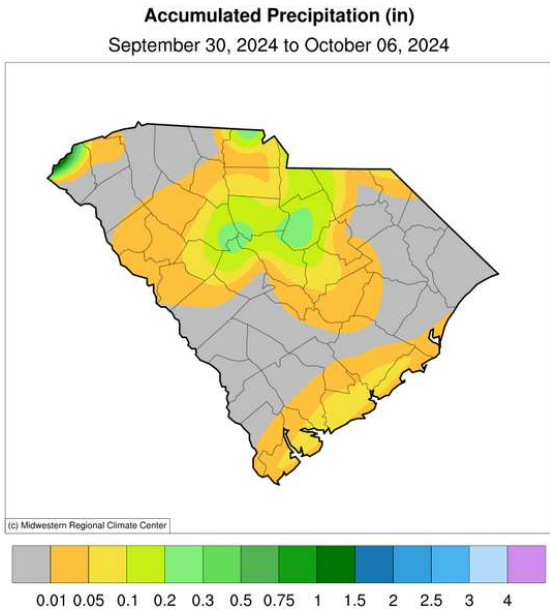 Accumulated Precipitation (in)
September 30, 2024 to October 06, 2024
(c) Midwestern Regional Climate Center
0.01 0.05 0.1 0.2 0.3 0.5 0.75 1 1.5 2 2.5 3 4